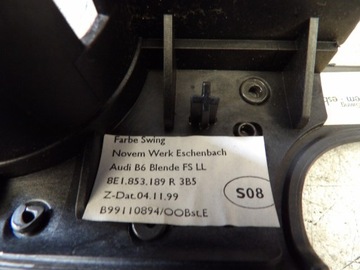 Farbe Swing
Novem Werk Eschenbach
Audi B6 Blende FS LL
8E1.853.189 R 3B5
Z-Dat.04.11.99
B99110894/OOBst.E
S08